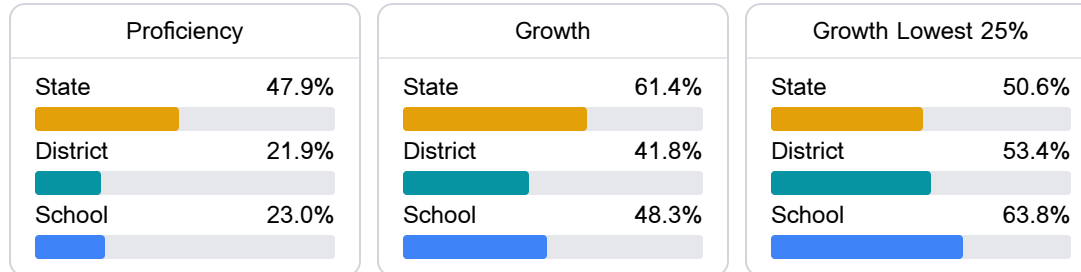 Proficiency
State 47.9%
District 21.9%
School 23.0%
Growth
State 61.4%
District 41.8%
School 48.3%
Growth Lowest 25%
State 50.6%
District 53.4%
School 63.8%